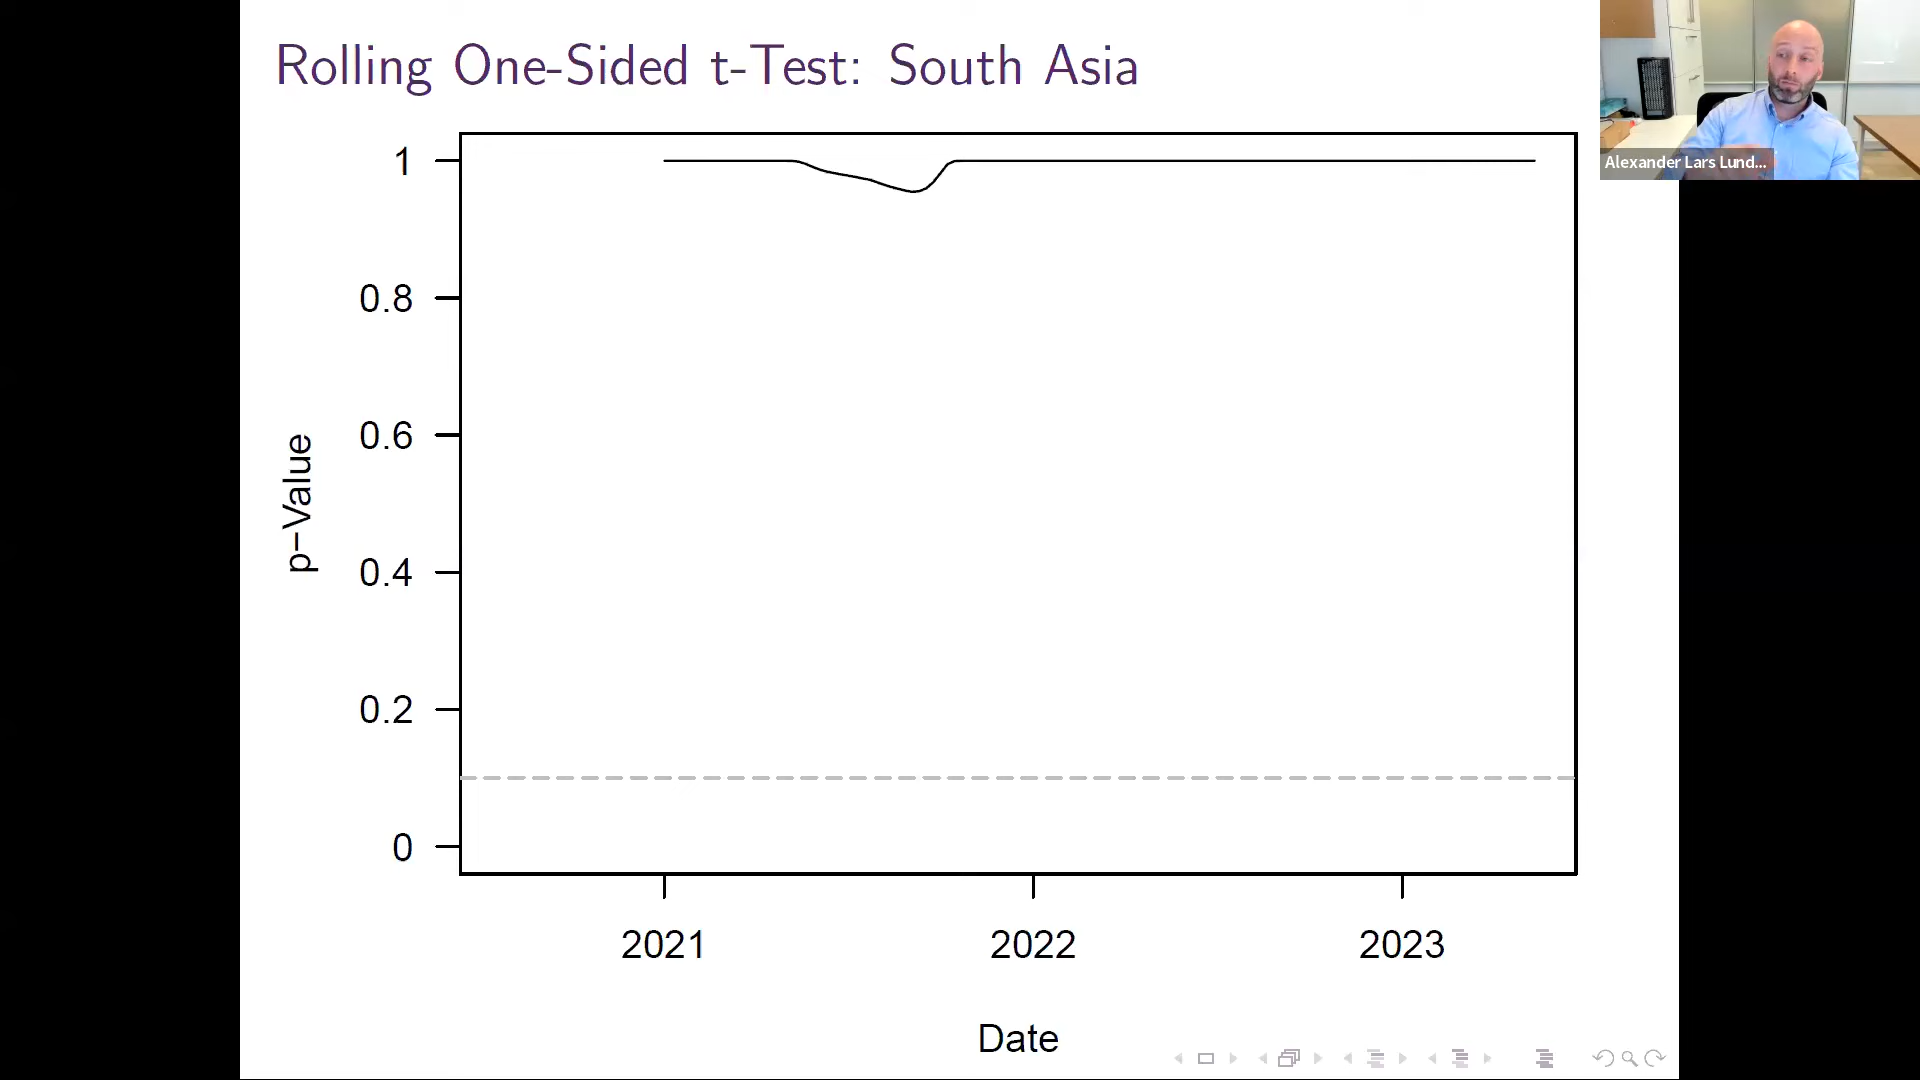 Rolling One-Sided t-Test: South Asia
Alexander Lars Lund...
1
0.8
0.6
0.4
0.2
0
p-Value
2021 2022 2023
Date